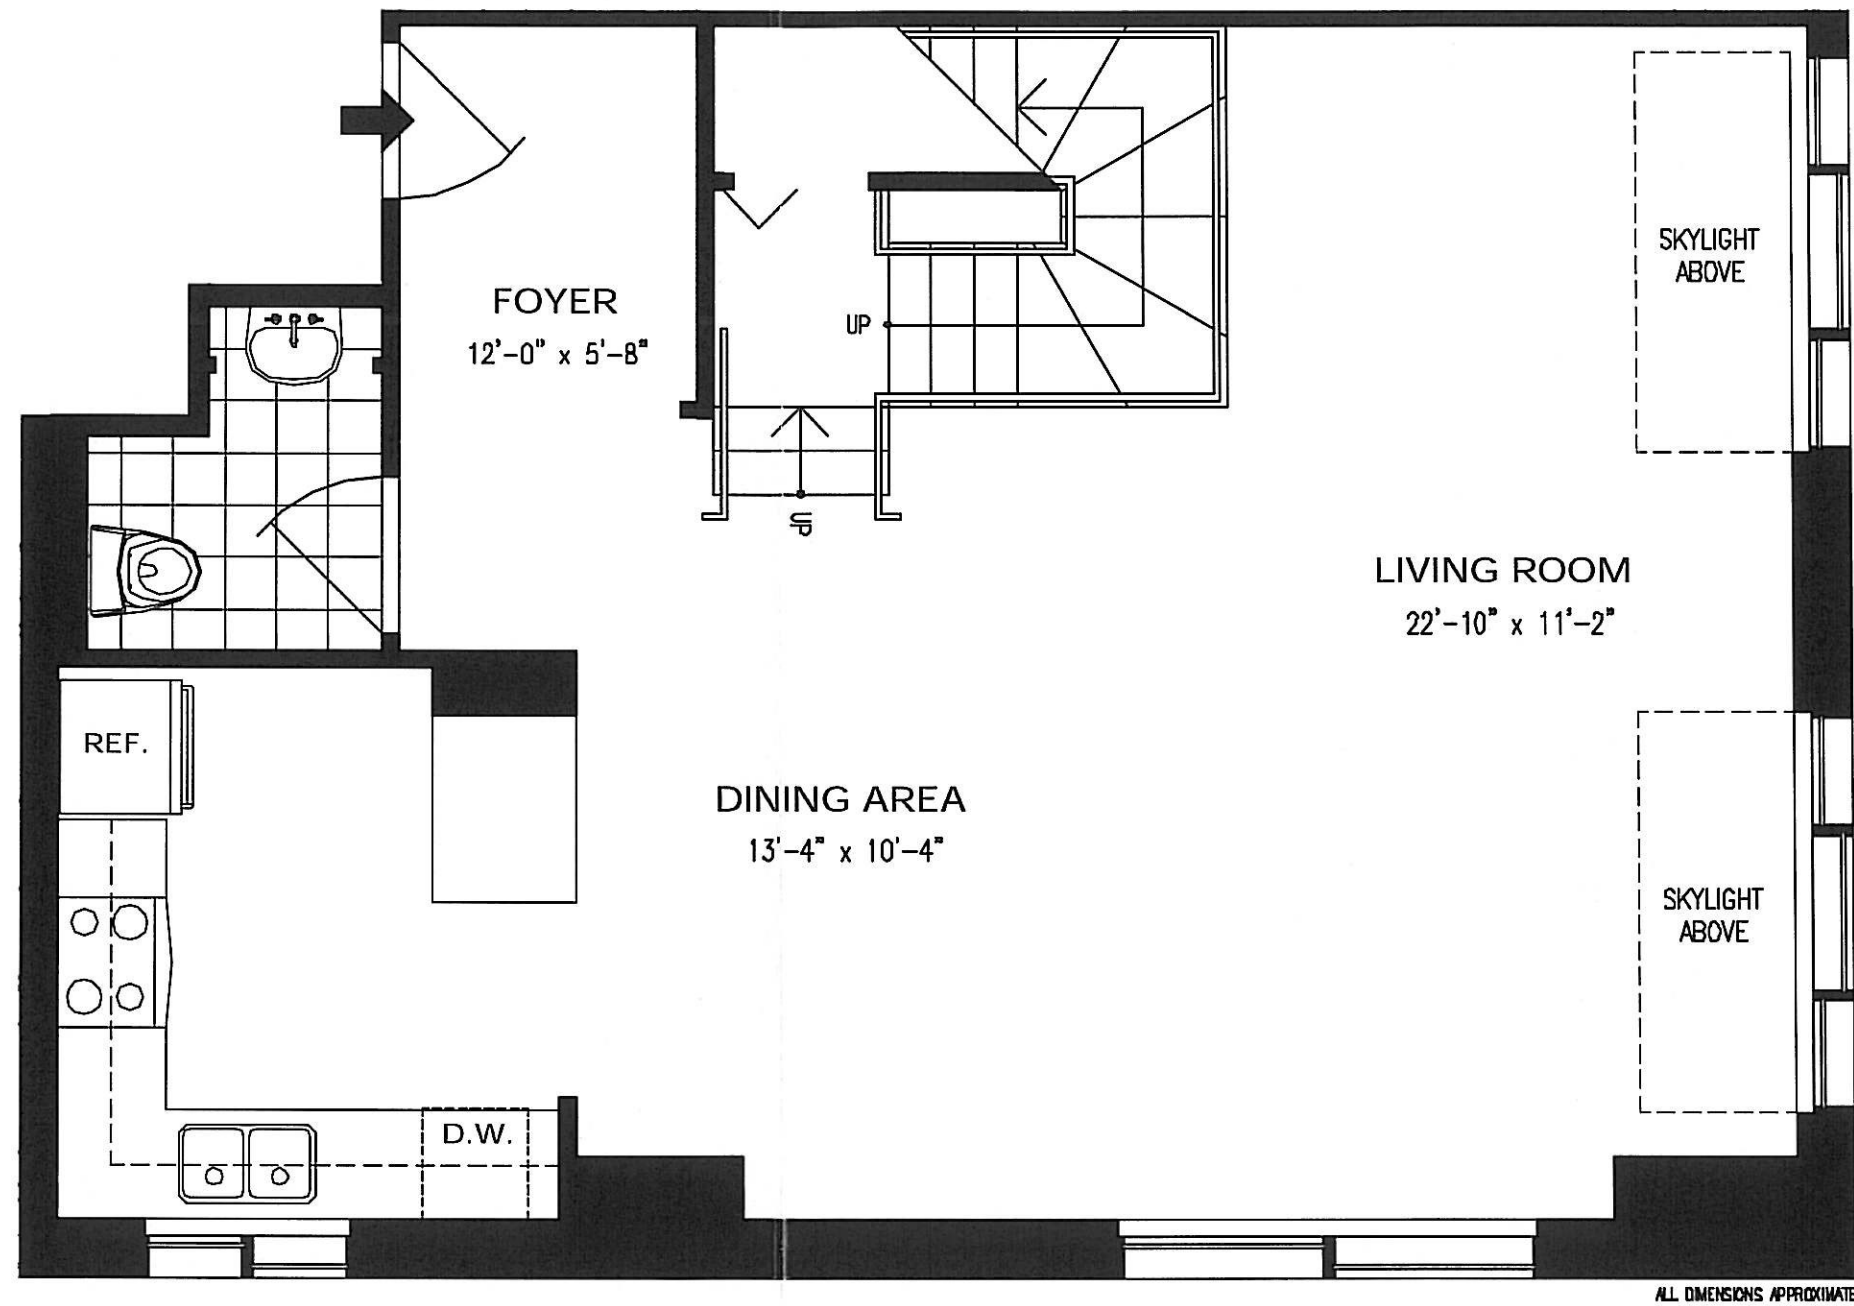 FOYER
12'-0" x 5'-8"
UP
UP
SKYLIGHT
ABOVE
LIVING ROOM
22'-10" x 11'-2"
REF.
DINING AREA
13'-4" x 10'-4"
SKYLIGHT
ABOVE
D.W.
ALL DIMENSIONS APPROXIMATE